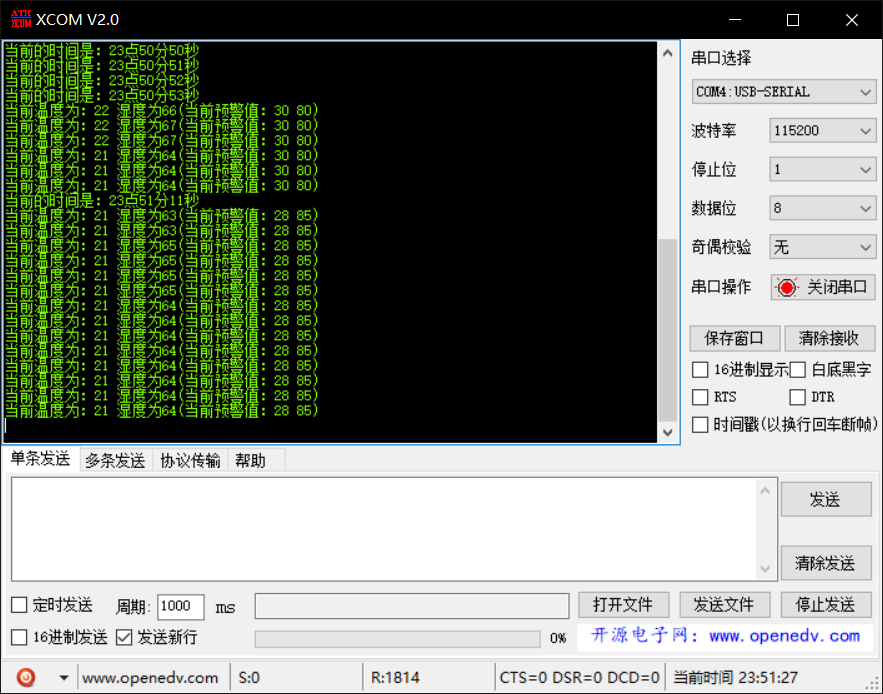 ATK XCOM XCOM V2.0
当前的时间是: 23点50分50秒
当前的时间是: 23点50分51秒
当前的时间是: 23点50分52秒
当前的时间是: 23点50分53秒
当前温度为: 22 湿度为66(当前预警值: 30 80)
当前温度为: 22 湿度为67(当前预警值: 30 80)
当前温度为: 22 湿度为67(当前预警值: 30 80)
当前温度为: 21 湿度为64(当前预警值: 30 80)
当前温度为: 21 湿度为64(当前预警值: 30 80)
当前温度为: 21 湿度为64(当前预警值: 30 80)
当前的时间是: 23点51分11秒
当前温度为: 21 湿度为63(当前预警值: 28 85)
当前温度为: 21 湿度为63(当前预警值: 28 85)
当前温度为: 21 湿度为65(当前预警值: 28 85)
当前温度为: 21 湿度为65(当前预警值: 28 85)
当前温度为: 21 湿度为65(当前预警值: 28 85)
当前温度为: 21 湿度为65(当前预警值: 28 85)
当前温度为: 21 湿度为64(当前预警值: 28 85)
当前温度为: 21 湿度为64(当前预警值: 28 85)
当前温度为: 21 湿度为64(当前预警值: 28 85)
当前温度为: 21 湿度为64(当前预警值: 28 85)
当前温度为: 21 湿度为64(当前预警值: 28 85)
当前温度为: 21 湿度为64(当前预警值: 28 85)
当前温度为: 21 湿度为64(当前预警值: 28 85)
当前温度为: 21 湿度为64(当前预警值: 28 85)
串口选择
COM4:USB-SERIAL
波特率 115200
停止位 1
数据位 8
奇偶校验 无
串口操作 关闭串口
保存窗口 清除接收
16进制显示 白底黑字
RTS DTR
时间戳(以换行回车断帧)
单条发送 多条发送 协议传输 帮助
发送
清除发送
定时发送 周期: 1000 ms 打开文件 发送文件 停止发送
16进制发送 发送新行 0% 开源电子网: www.openedv.com
www.openedv.com S:0 R:1814 CTS=0 DSR=0 DCD=0 当前时间 23:51:27